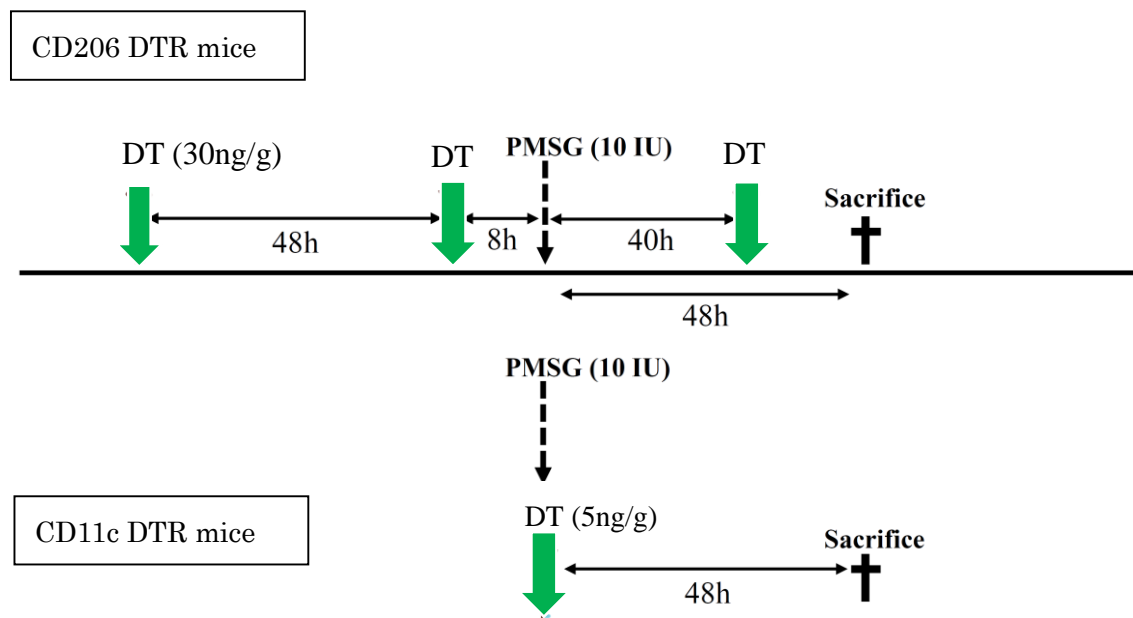 CD206 DTR mice
DT (30ng/g)
DT
PMSG (10 IU)
DT
Sacrifice
48h
8h
40h
48h
PMSG (10 IU)
CD11c DTR mice
DT (5ng/g)
Sacrifice
48h